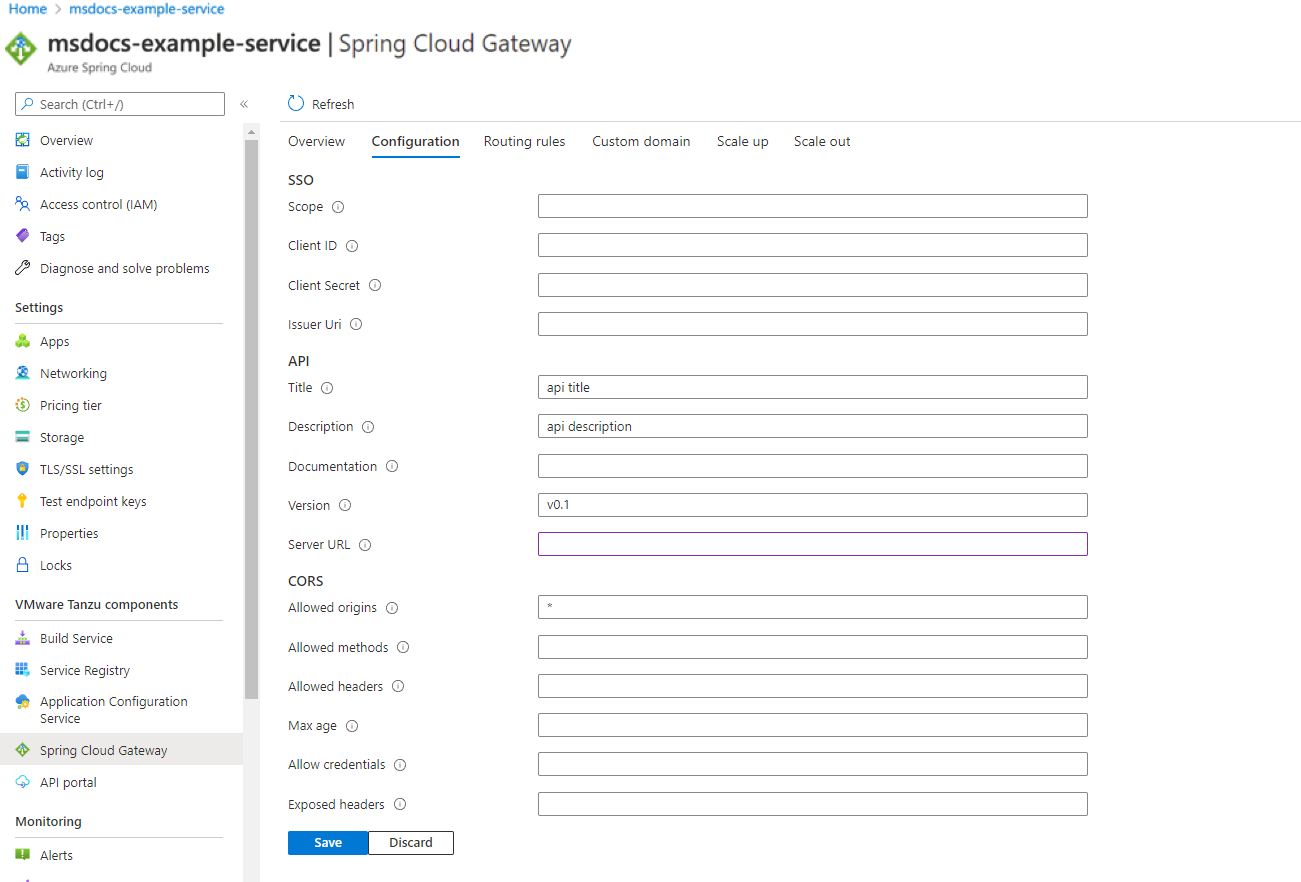 Home > msdocs-example-service
msdocs-example-service | Spring Cloud Gateway
Azure Spring Cloud
Search (Ctrl+/)
«
Refresh
Overview
Activity log
Access control (IAM)
Tags
Diagnose and solve problems
Settings
Apps
Networking
Pricing tier
Storage
TLS/SSL settings
Test endpoint keys
Properties
Locks
VMware Tanzu components
Build Service
Service Registry
Application Configuration
Service
Spring Cloud Gateway
API portal
Monitoring
Alerts
Overview Configuration Routing rules Custom domain Scale up Scale out
SSO
Scope
Client ID
Client Secret
Issuer Uri
API
Title api title
Description api description
Documentation
Version v0.1
Server URL
CORS
Allowed origins *
Allowed methods
Allowed headers
Max age
Allow credentials
Exposed headers
Save Discard